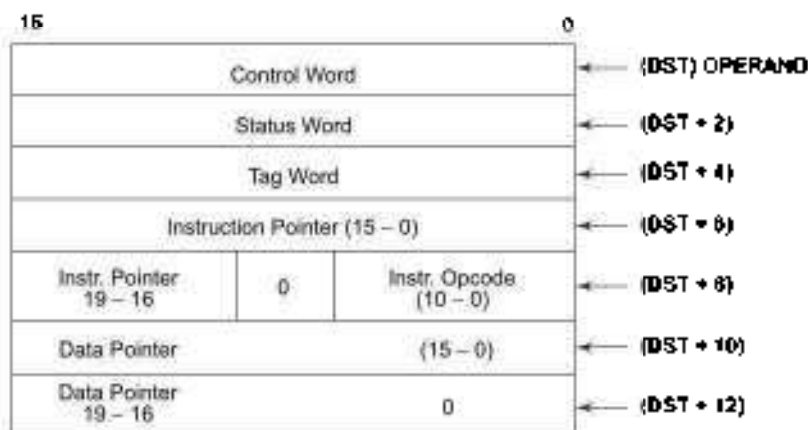 15 0
Control Word (DST) OPERAND
Status Word (DST + 2)
Tag Word (DST + 4)
Instruction Pointer (15 – 0) (DST + 6)
Instr. Pointer
19 – 16
0
Instr. Opcode
(10 – 0)
(DST + 8)
Data Pointer (15 – 0) (DST + 10)
Data Pointer
19 – 16
0 (DST + 12)